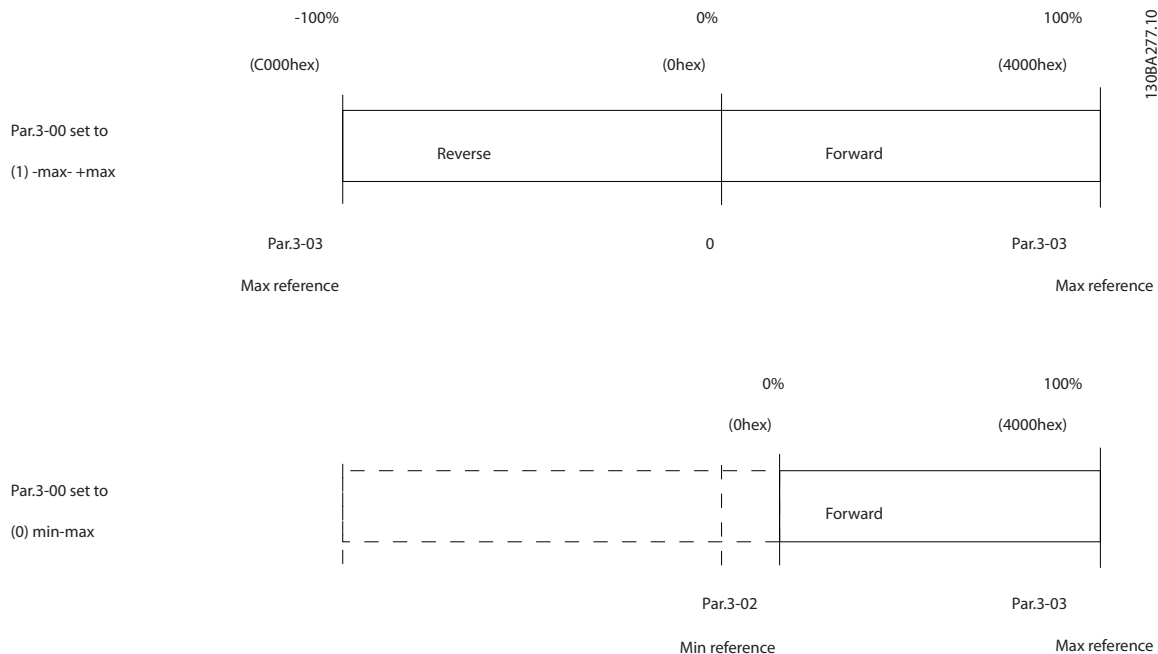 -100% 0% 100%
(C000hex) (0hex) (4000hex)
130BA277.10
Par.3-00 set to
(1) -max- +max
Reverse Forward
Par.3-03 0 Par.3-03
Max reference Max reference
0% 100%
(0hex) (4000hex)
Par.3-00 set to
(0) min-max
Forward
Par.3-02 Par.3-03
Min reference Max reference